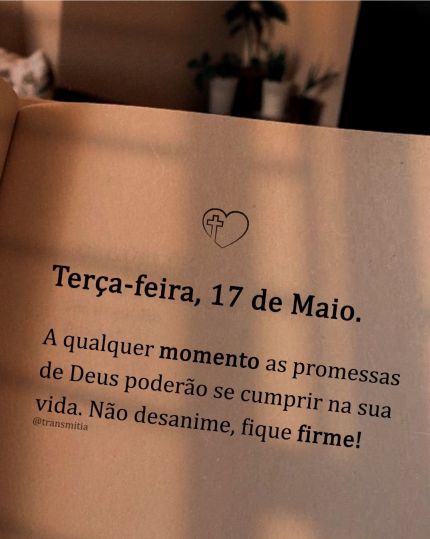 Terça-feira, 17 de Maio.
A qualquer momento as promessas
de Deus poderão se cumprir na sua
vida. Não desanime, fique firme!
@transmitia